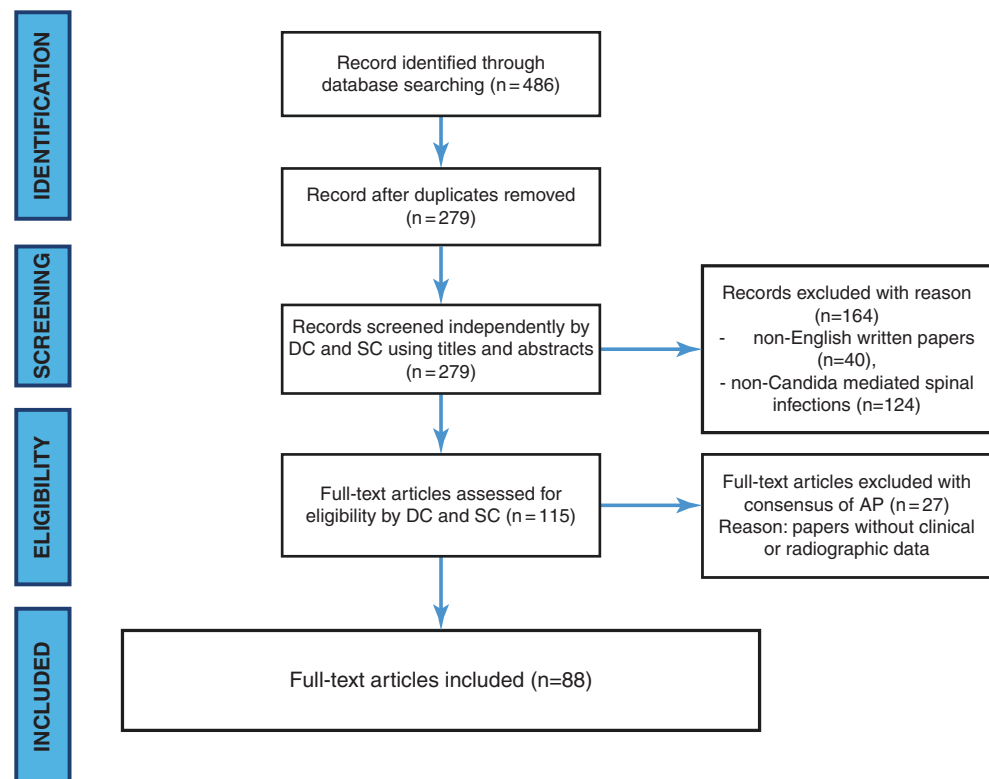 IDENTIFICATION
Record identified through
database searching (n = 486)
Record after duplicates removed
(n = 279)
SCREENING
Records screened independently by
DC and SC using titles and abstracts
(n = 279)
Records excluded with reason
(n=164)
- non-English written papers
(n=40),
- non-Candida mediated spinal
infections (n=124)
ELIGIBILITY
Full-text articles assessed for
eligibility by DC and SC (n = 115)
Full-text articles excluded with
consensus of AP (n = 27)
Reason: papers without clinical
or radiographic data
INCLUDED
Full-text articles included (n=88)